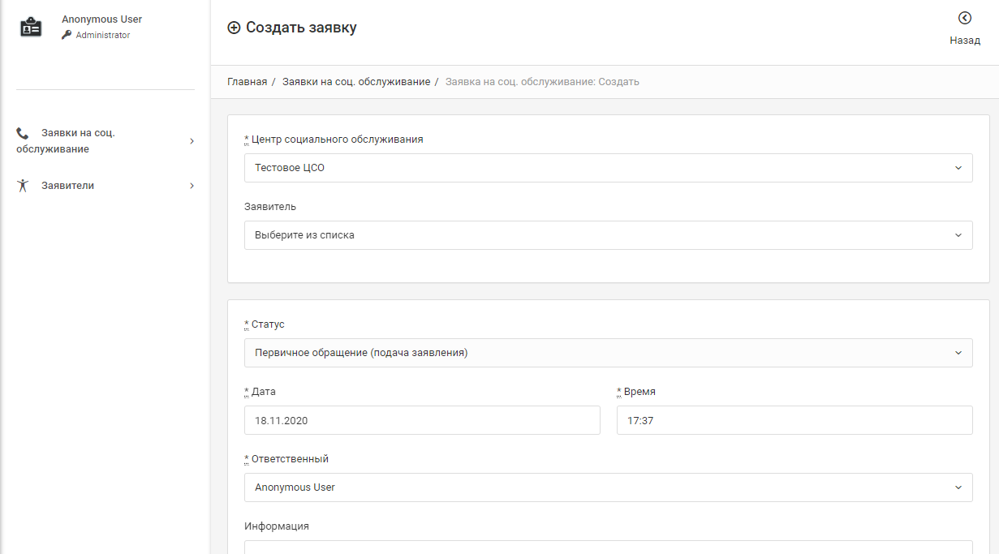 Anonymous User
Administrator
Создать заявку
Назад
Главная / Заявки на соц. обслуживание / Заявка на соц. обслуживание: Создать
Заявки на соц.
обслуживание
Заявители
* Центр социального обслуживания
Тестовое ЦСО
Заявитель
Выберите из списка
* Статус
Первичное обращение (подача заявления)
* Дата
* Время
18.11.2020
17:37
* Ответственный
Anonymous User
Информация